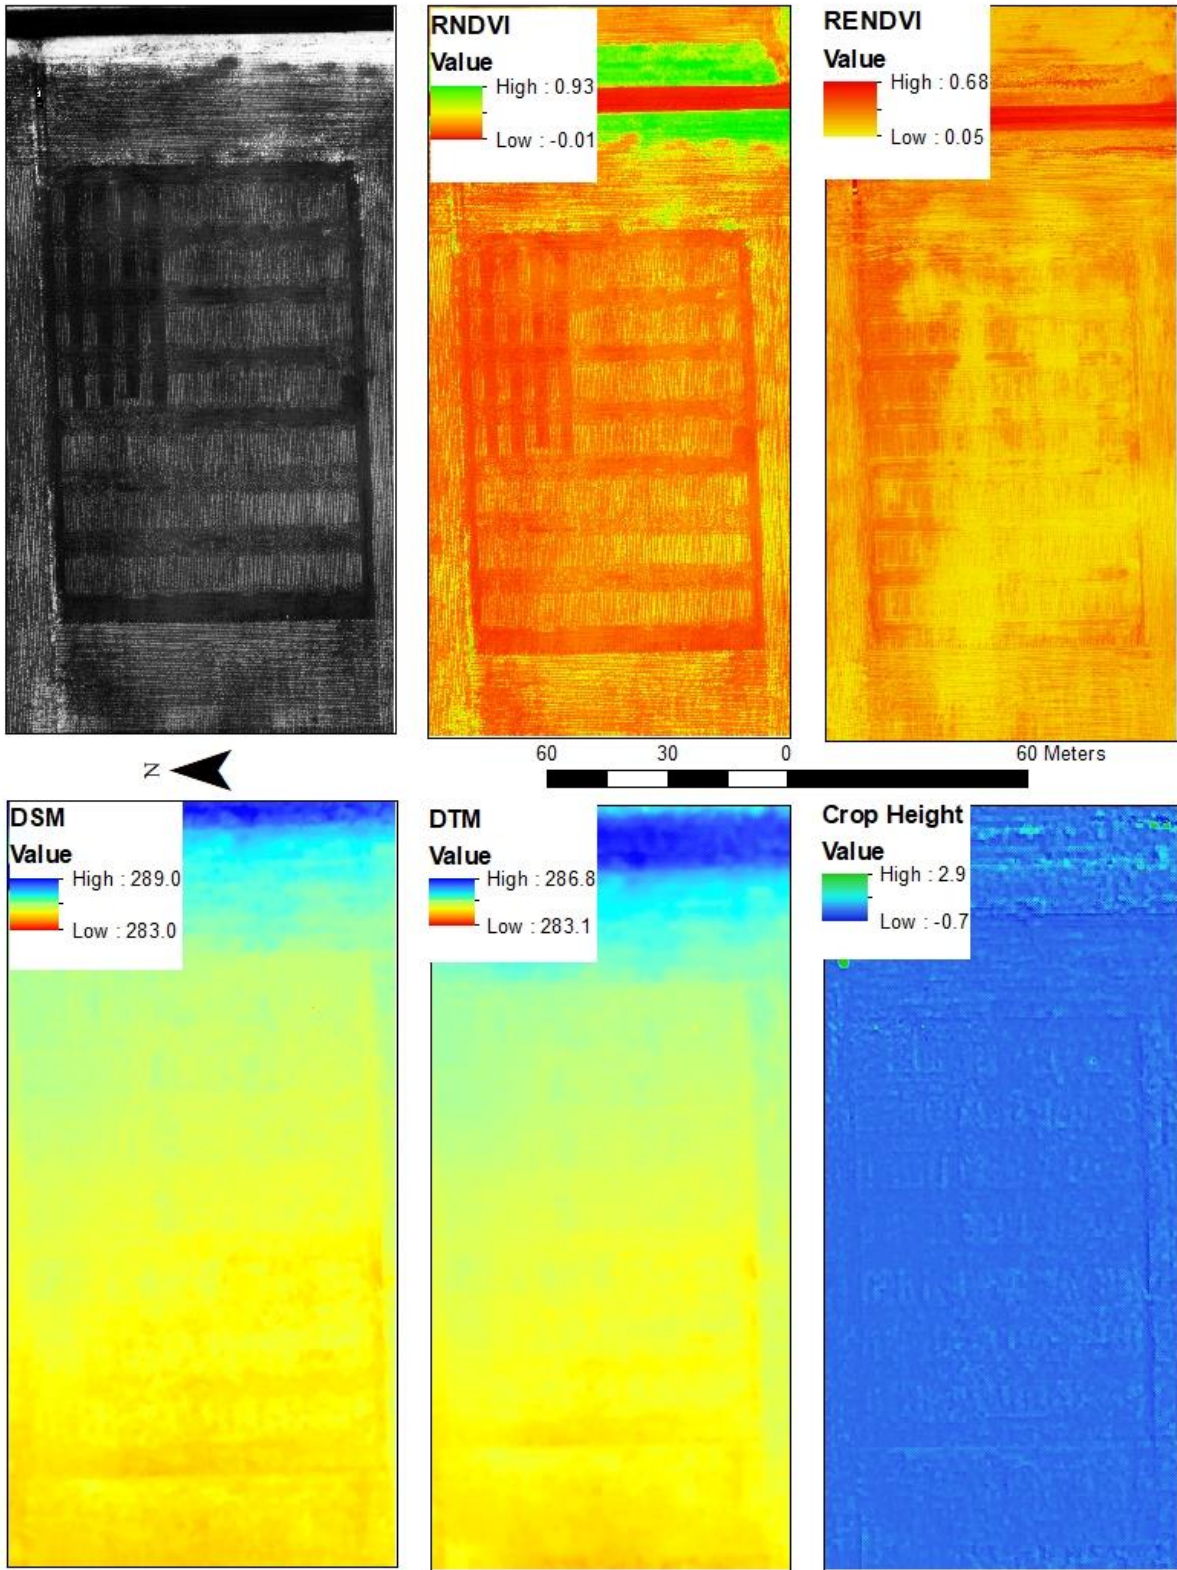 RNDVI
Value
High : 0.93
Low : -0.01
RENDVI
Value
High : 0.68
Low : 0.05
N
60 30 0 60 Meters
DSM
Value
High : 289.0
Low : 283.0
DTM
Value
High : 286.8
Low : 283.1
Crop Height
Value
High : 2.9
Low : -0.7